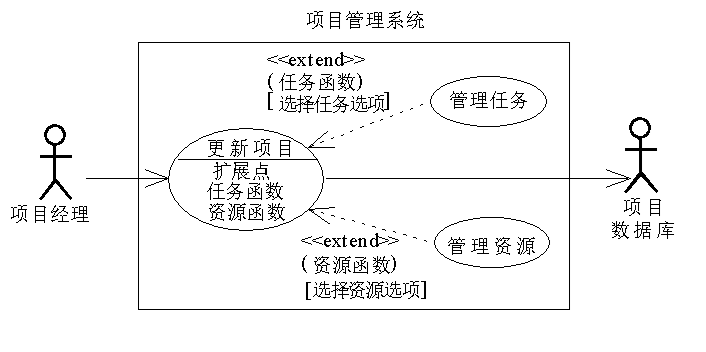 项目管理系统
<<extend>>
(任务函数)
[选择任务选项]
管理任务
更新项目
扩展点
任务函数
资源函数
项目经理
项目
数据库
<<extend>>
(资源函数)
[选择资源选项]
管理资源